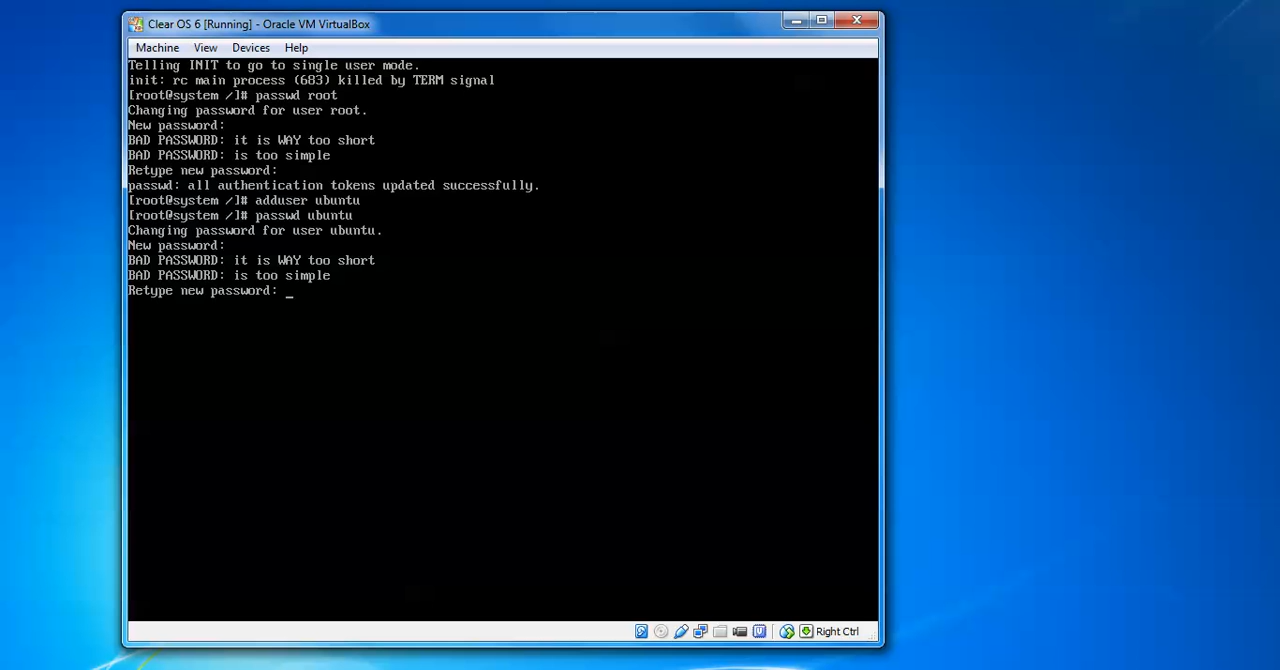 Clear OS 6 [Running] - Oracle VM VirtualBox
Machine View Devices Help
Telling INIT to go to single user mode.
init: rc main process (683) killed by TERM signal
[root@system /]# passwd root
Changing password for user root.
New password:
BAD PASSWORD: it is WAY too short
BAD PASSWORD: is too simple
Retype new password:
passwd: all authentication tokens updated successfully.
[root@system /]# adduser ubuntu
[root@system /]# passwd ubuntu
Changing password for user ubuntu.
New password:
BAD PASSWORD: it is WAY too short
BAD PASSWORD: is too simple
Retype new password: _
Right Ctrl